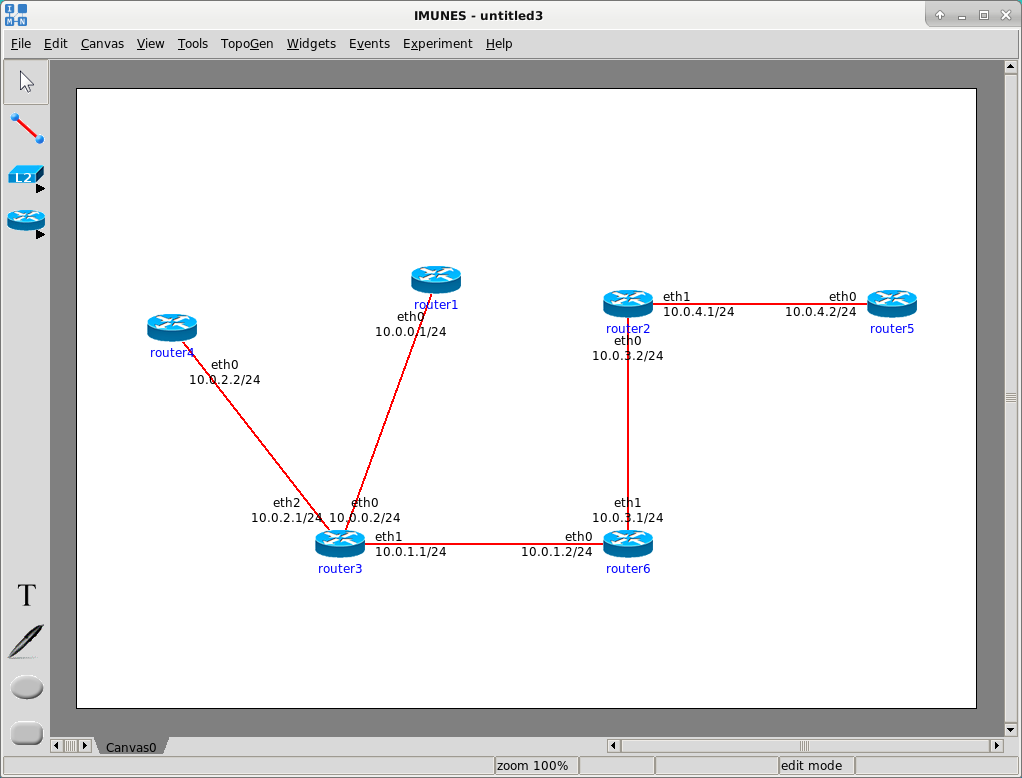 IMUNES - untitled3
File Edit Canvas View Tools TopoGen Widgets Events Experiment Help
L2
router1
eth0
10.0.0.1/24
router4
eth0
10.0.2.2/24
router2
eth0
10.0.3.2/24
eth1
10.0.4.1/24
eth0
10.0.4.2/24
router5
eth2
10.0.2.1/24
eth0
10.0.0.2/24
eth1
10.0.1.1/24
router3
eth0
10.0.1.2/24
eth1
10.0.3.1/24
router6
T
Canvas0
zoom 100%
edit mode